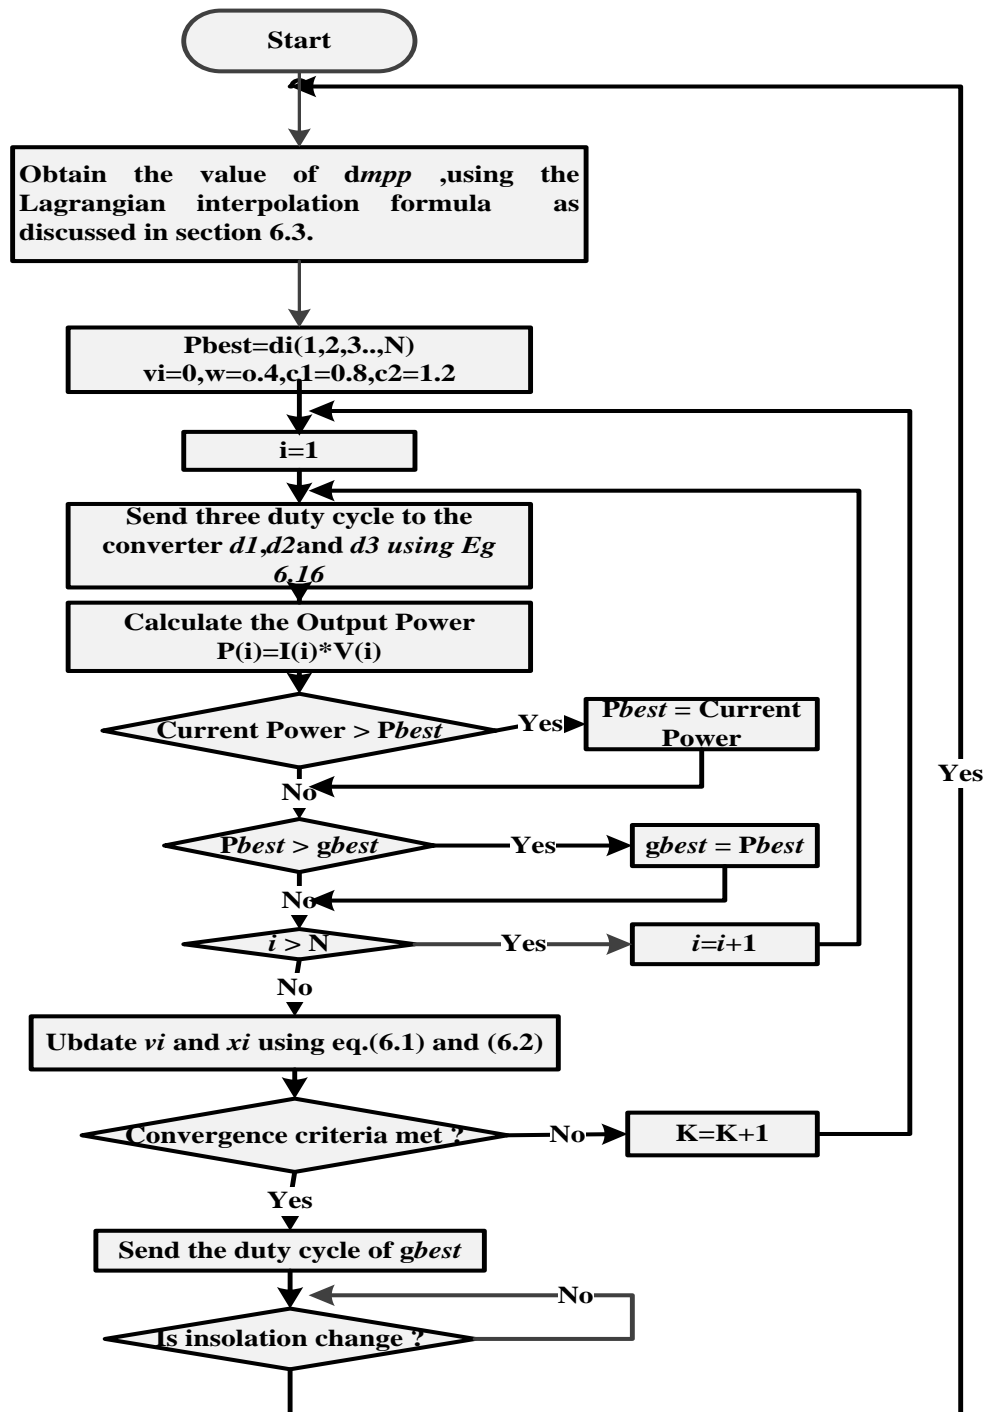 Start
Obtain the value of dmpp ,using the
Lagrangian interpolation formula as
discussed in section 6.3.
Pbest=di(1,2,3..,N)
vi=0,w=o.4,c1=0.8,c2=1.2
i=1
Send three duty cycle to the
converter d1,d2and d3 using Eg
6.16
Calculate the Output Power
P(i)=I(i)*V(i)
Current Power > Pbest
Yes
Pbest = Current
Power
No
Yes
Pbest > gbest
Yes
gbest = Pbest
No
i > N
Yes
i=i+1
No
Ubdate vi and xi using eq.(6.1) and (6.2)
Convergence criteria met ?
No
K=K+1
Yes
Send the duty cycle of gbest
No
Is insolation change ?